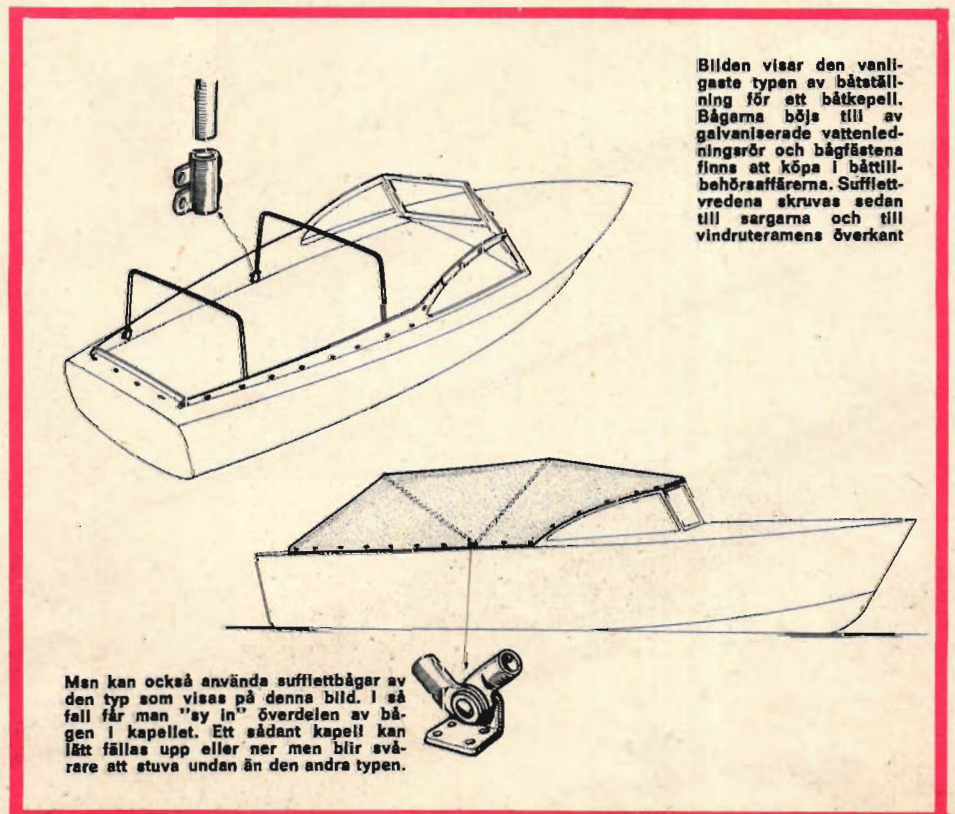 Bilden visar den vanli-
gaste typen av båtställ-
ning för ett båtkepell.
Bågarna böjs till av
galvaniserade vattenled-
ningsrör och bågfästena
finns att köpa i båttill-
behörsaffärerna. Sufflett-
vredena skruvas sedan
till sargarna och till
vindruteramens överkant
Man kan också använda sufflettbågar av
den typ som visas på denna bild. I så
fall får man "sy in" överdelen av bå-
gen i kapellet. Ett sådant kapell kan
lätt fällas upp eller ner men blir svå-
rare att stuva undan än den andra typen.